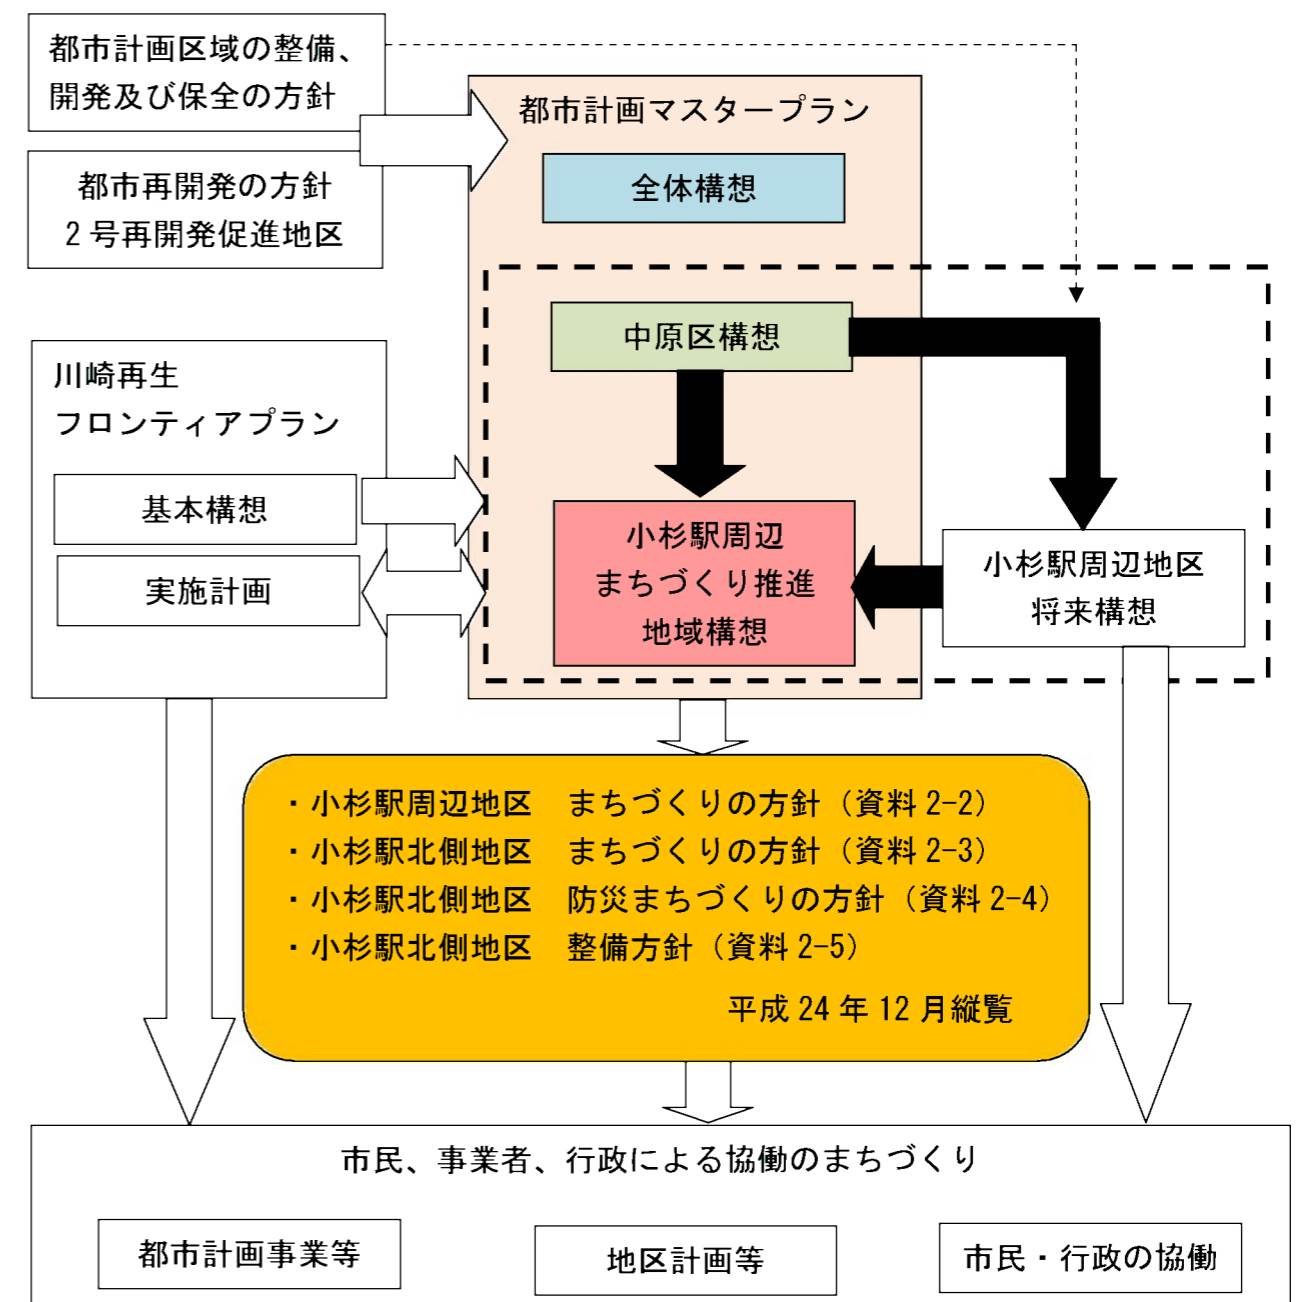 都市計画区域の整備、
開発及び保全の方針
都市再開発の方針
2号再開発促進地区
都市計画マスタープラン
全体構想
中原区構想
川崎再生
フロンティアプラン
基本構想
実施計画
小杉駅周辺
まちづくり推進
地域構想
小杉駅周辺地区
将来構想
・小杉駅周辺地区　まちづくりの方針（資料2-2）
・小杉駅北側地区　まちづくりの方針（資料2-3）
・小杉駅北側地区　防災まちづくりの方針（資料2-4）
・小杉駅北側地区　整備方針（資料2-5）
平成24年12月縦覧
市民、事業者、行政による協働のまちづくり
都市計画事業等
地区計画等
市民・行政の協働